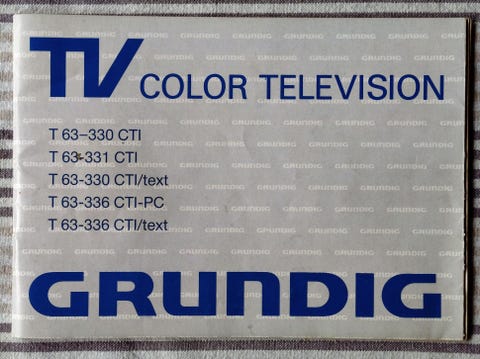 TV COLOR TELEVISION
T 63-330 CTI
T 63-331 CTI
T 63-330 CTI/text
T 63-336 CTI-PC
T 63-336 CTI/text
GRUNDIG